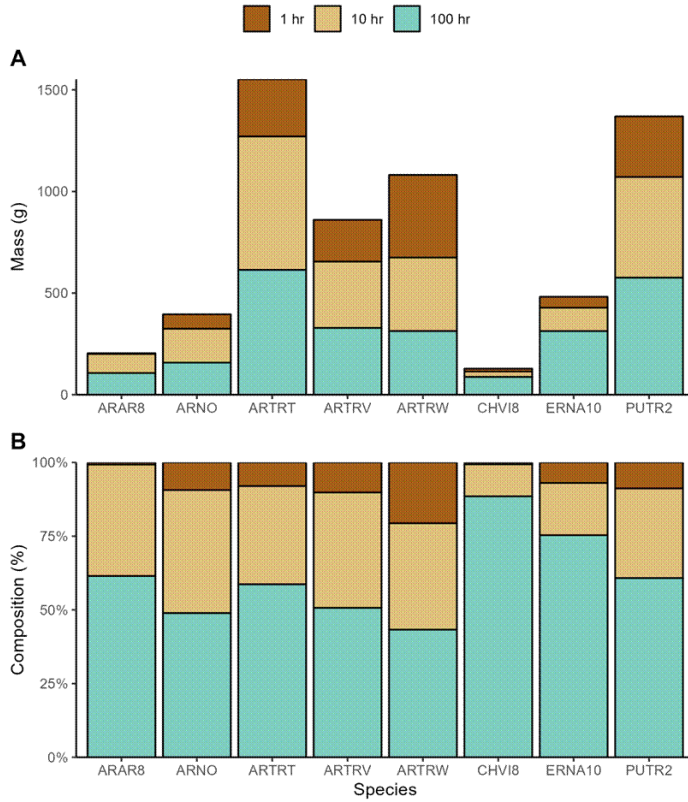 1 hr 10 hr 100 hr
A
1500
1000
500
0
Mass (g)
ARAR8 ARNO ARTRT ARTRV ARTRW CHVI8 ERNA10 PUTR2
B
100%
75%
50%
25%
0%
Composition (%)
ARAR8 ARNO ARTRT ARTRV ARTRW CHVI8 ERNA10 PUTR2
Species